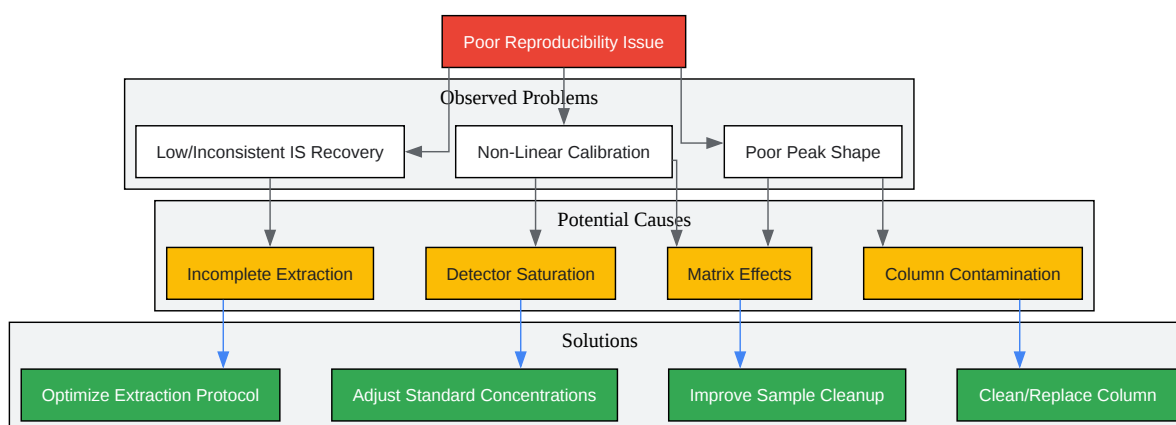 Poor Reproducibility Issue
Observed Problems
Low/Inconsistent IS Recovery
Non-Linear Calibration
Poor Peak Shape
Potential Causes
Incomplete Extraction
Detector Saturation
Matrix Effects
Column Contamination
Solutions
Optimize Extraction Protocol
Adjust Standard Concentrations
Improve Sample Cleanup
Clean/Replace Column